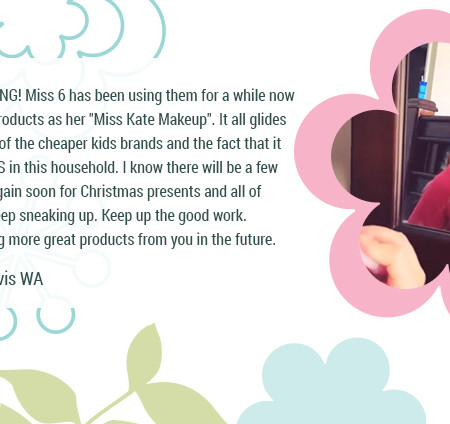 NG! Miss 6 has been using them for a while now
roducts as her "Miss Kate Makeup". It all glides
of the cheaper kids brands and the fact that it
S in this household. I know there will be a few
gain soon for Christmas presents and all of
eep sneaking up. Keep up the good work.
g more great products from you in the future.
vis WA